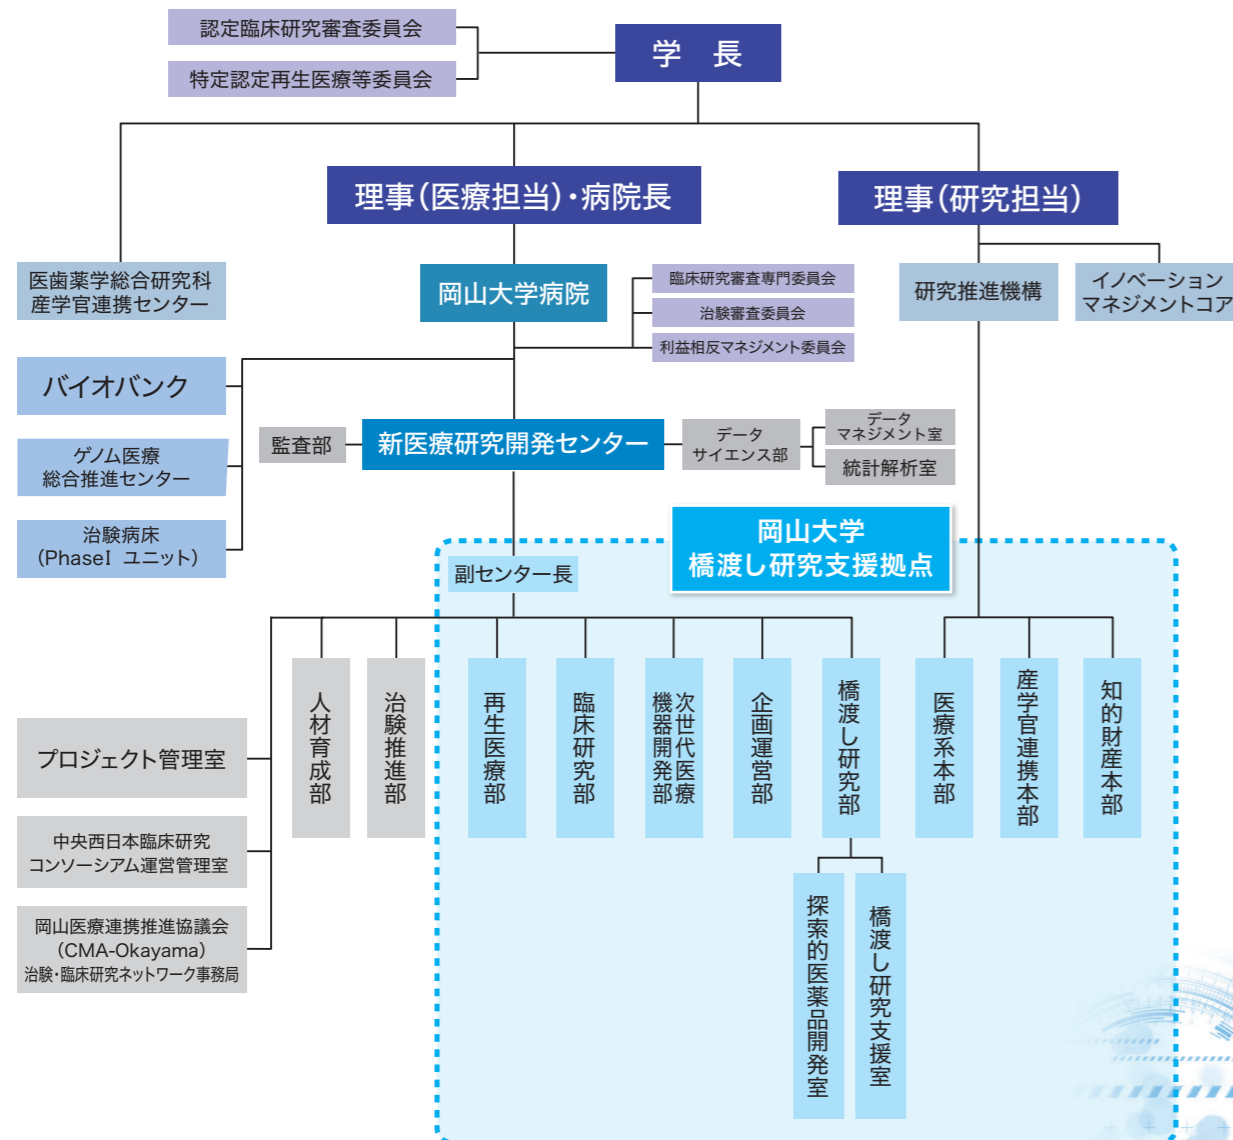 認定臨床研究審査委員会
特定認定再生医療等委員会
学 長
理事(医療担当)・病院長
理事(研究担当)
医歯薬学総合研究科
産学官連携センター
岡山大学病院
臨床研究審査専門委員会
治験審査委員会
利益相反マネジメント委員会
研究推進機構
イノベーション
マネジメントコア
バイオバンク
ゲノム医療
総合推進センター
治験病床
(PhaseⅠ ユニット)
監査部
新医療研究開発センター
データ
サイエンス部
データ
マネジメント室
統計解析室
岡山大学
橋渡し研究支援拠点
副センター長
プロジェクト管理室
中央西日本臨床研究
コンソーシアム運営管理室
岡山医療連携推進協議会
(CMA-Okayama)
治験・臨床研究ネットワーク事務局
人材育成部
治験推進部
再生医療部
臨床研究部
次世代医療
機器開発部
企画運営部
橋渡し研究部
探索的医薬品開発室
橋渡し研究支援室
医療系本部
産学官連携本部
知的財産本部